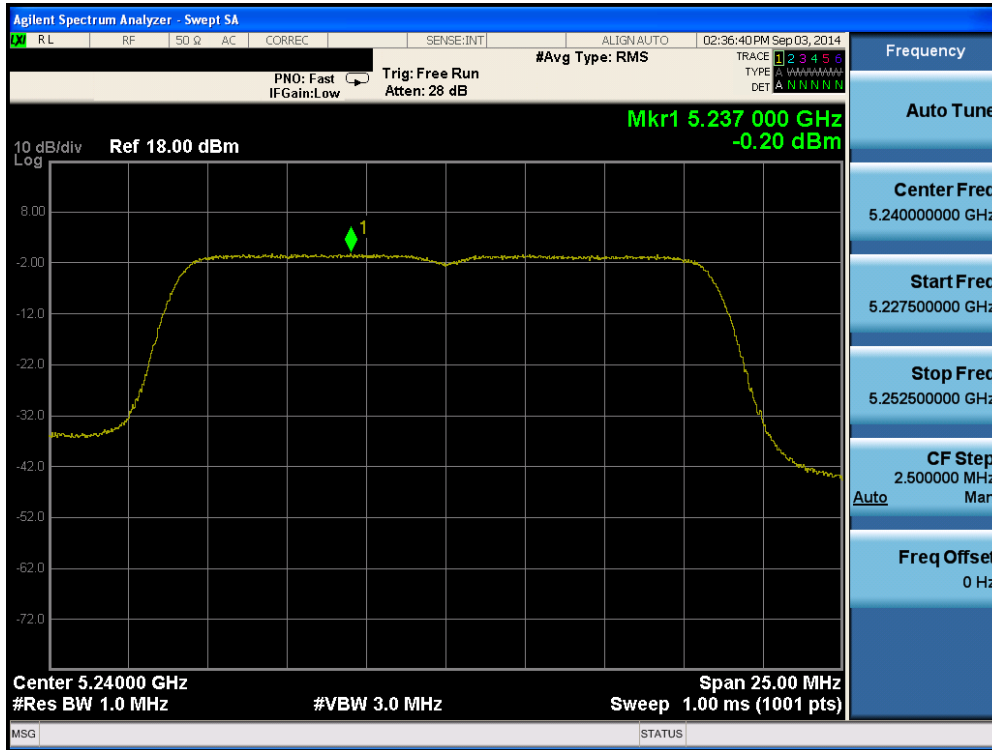 Agilent Spectrum Analyzer - Swept SA
LXI RL RF 50 Ω AC CORREC SENSE:INT ALIGN AUTO 02:36:40 PM Sep 03, 2014
#Avg Type: RMS TRACE 1 2 3 4 5 6
PNO: Fast Trig: Free Run TYPE A WWWWW
IFGain:Low Atten: 28 dB DET A N N N N N
Frequency
Mkr1 5.237 000 GHz
10 dB/div Ref 18.00 dBm -0.20 dBm
Log
1
8.00
-2.00
-12.0
-22.0
-32.0
-42.0
-52.0
-62.0
-72.0
Center 5.24000 GHz Span 25.00 MHz
#Res BW 1.0 MHz #VBW 3.0 MHz Sweep 1.00 ms (1001 pts)
MSG STATUS
Auto Tune
Center Freq
5.240000000 GHz
Start Freq
5.227500000 GHz
Stop Freq
5.252500000 GHz
CF Step
2.500000 MHz
Auto Man
Freq Offset
0 Hz